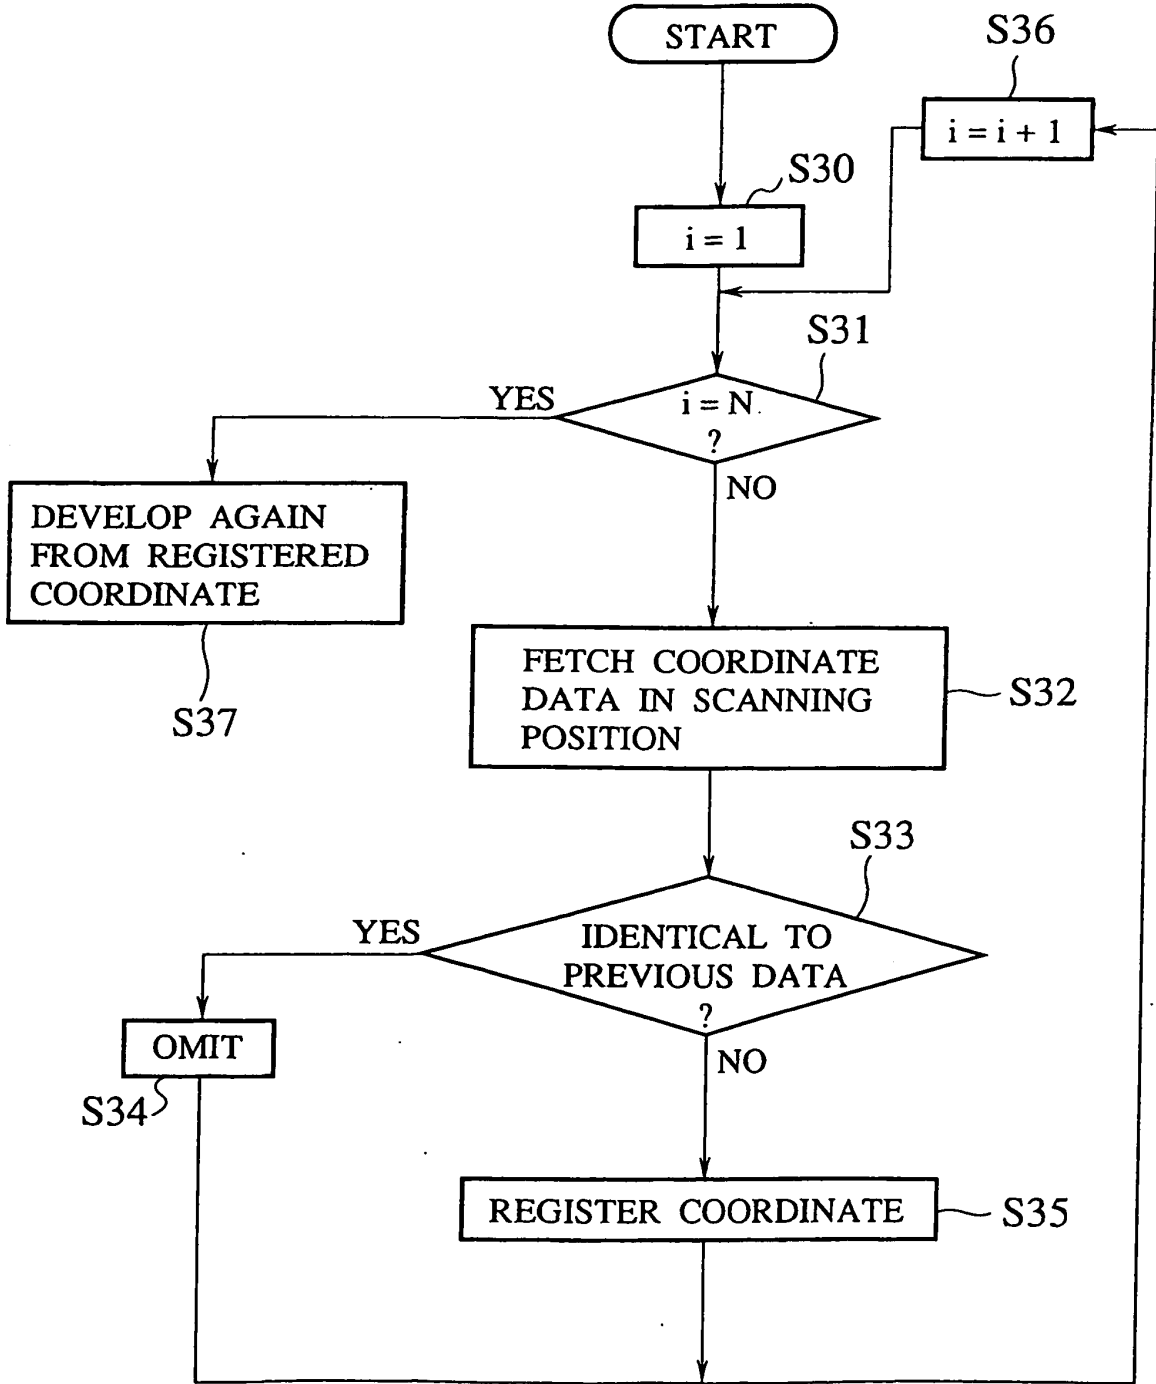 START
S36
i = i + 1
S30
i = 1
S31
YES
i = N
?
NO
DEVELOP AGAIN
FROM REGISTERED
COORDINATE
S37
FETCH COORDINATE
DATA IN SCANNING
POSITION
S32
S33
YES
IDENTICAL TO
PREVIOUS DATA
?
NO
OMIT
S34
REGISTER COORDINATE
S35